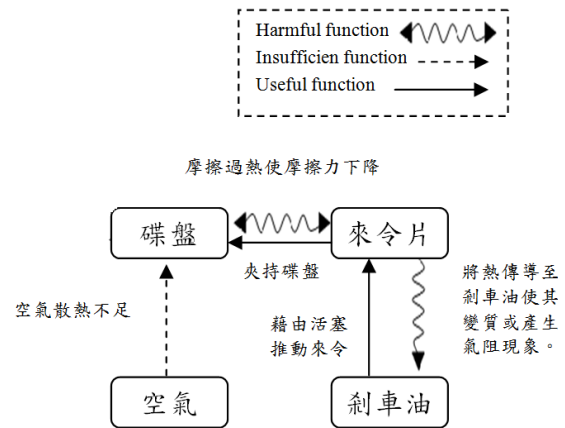 Harmful function
Insufficien function
Useful function
摩擦過熱使摩擦力下降
碟盤
來令片
夾持碟盤
空氣散熱不足
藉由活塞
推動來令
將熱傳導至
剎車油使其
變質或產生
氣阻現象。
空氣
剎車油